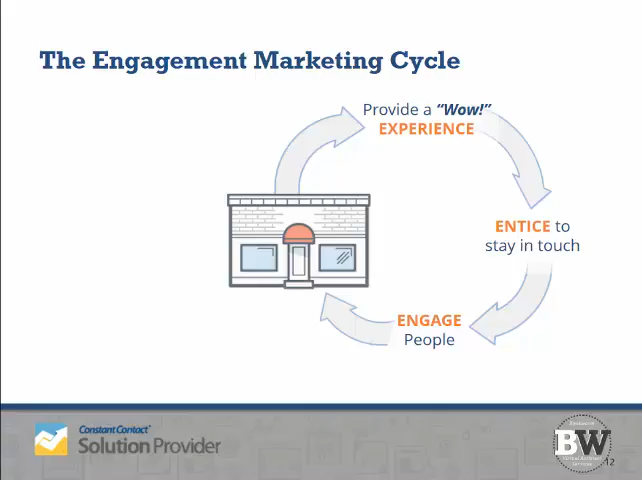 The Engagement Marketing Cycle
Provide a “Wow!”
EXPERIENCE
ENTICE to
stay in touch
ENGAGE
People
Constant Contact
Solution Provider
BW
12